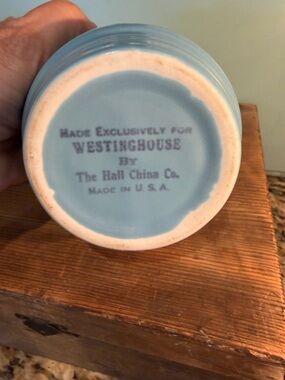 MADE EXCLUSIVELY FOR
WESTINGHOUSE
BY
The Hall China Co.
MADE IN U. S. A.